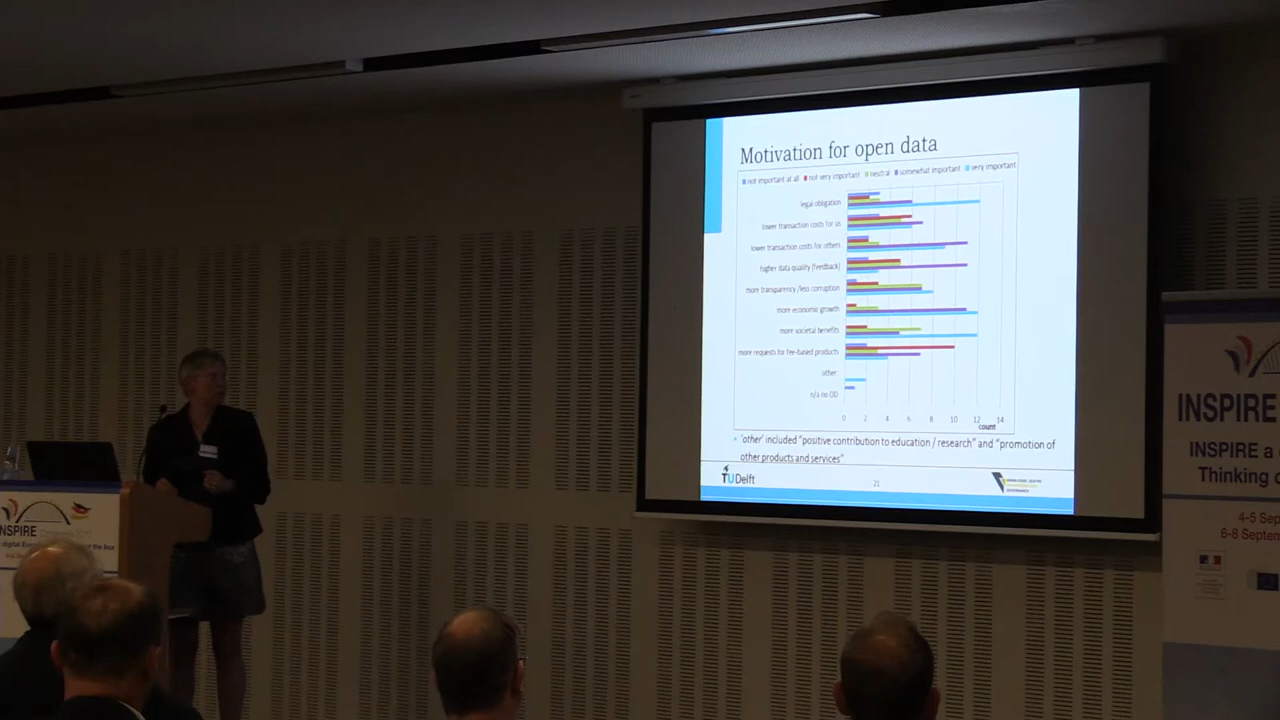 Motivation for open data
not important at all not very important neutral somewhat important very important
legal obligation
lower transaction costs for us
lower transaction costs for others
higher data quality (feedback)
more transparency /less corruption
more economic growth
more societal benefits
more requests for fee-based products
other:
n/a no OD
0 2 4 6 8 10 12 14
count
'other' included "positive contribution to education / research" and "promotion of
other products and services"
TUDelft
21
INSPIRE
INSPIRE a
Thinking o
4-5 Sep
6-8 Septem
INSPIRE